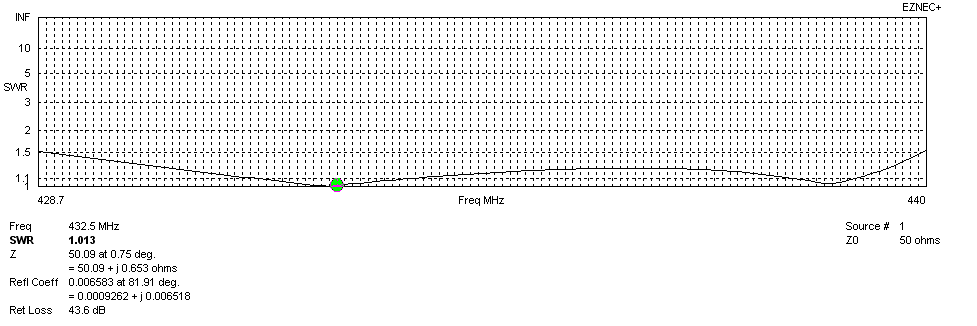 EZNEC+
INF
10
5
SWR
3
2
1.5
1.1
1
428.7 Freq MHz 440
Freq 432.5 MHz Source # 1
SWR 1.013 Z0 50 ohms
Z 50.09 at 0.75 deg.
= 50.09 + j 0.653 ohms
Refl Coeff 0.006583 at 81.91 deg.
= 0.0009262 + j 0.006518
Ret Loss 43.6 dB